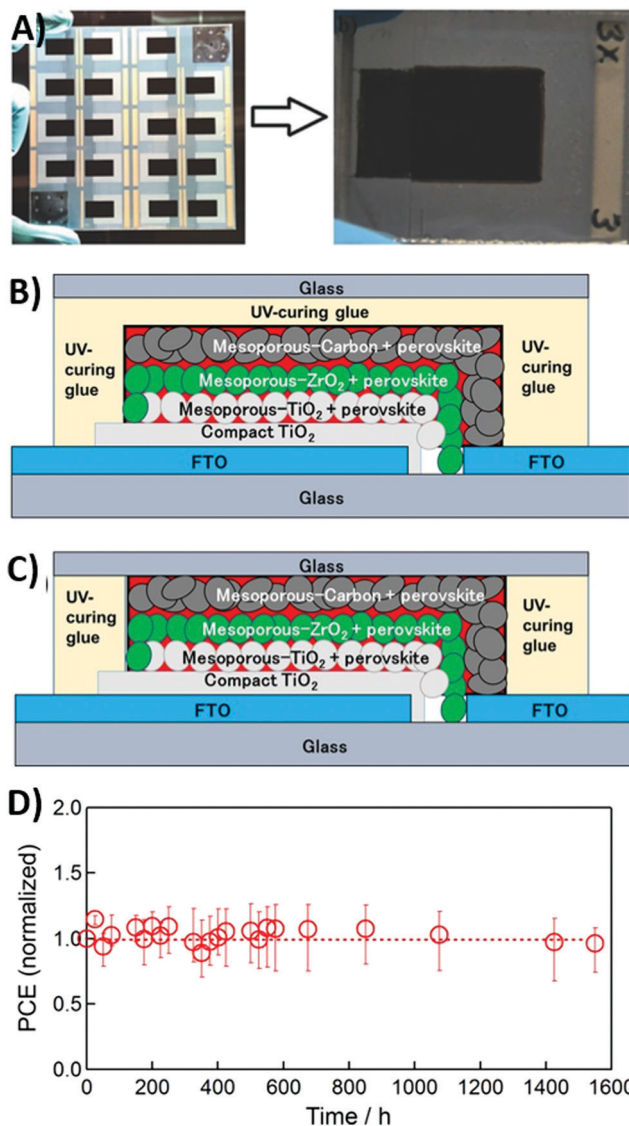 A)
b)
3x
3
B)
Glass
UV-curing glue
UV-
curing
glue
UV-
curing
glue
Mesoporous-Carbon + perovskite
Mesoporous-ZrO₂ + perovskite
Mesoporous-TiO₂ + perovskite
Compact TiO₂
FTO
FTO
Glass
C)
Glass
UV-
curing
glue
UV-
curing
glue
Mesoporous-Carbon + perovskite
Mesoporous-ZrO₂ + perovskite
Mesoporous-TiO₂ + perovskite
Compact TiO₂
FTO
FTO
Glass
D)
2.0
1.5
1.0
0.5
0.0
PCE (normalized)
0 200 400 600 800 1000 1200 1400 1600
Time / h